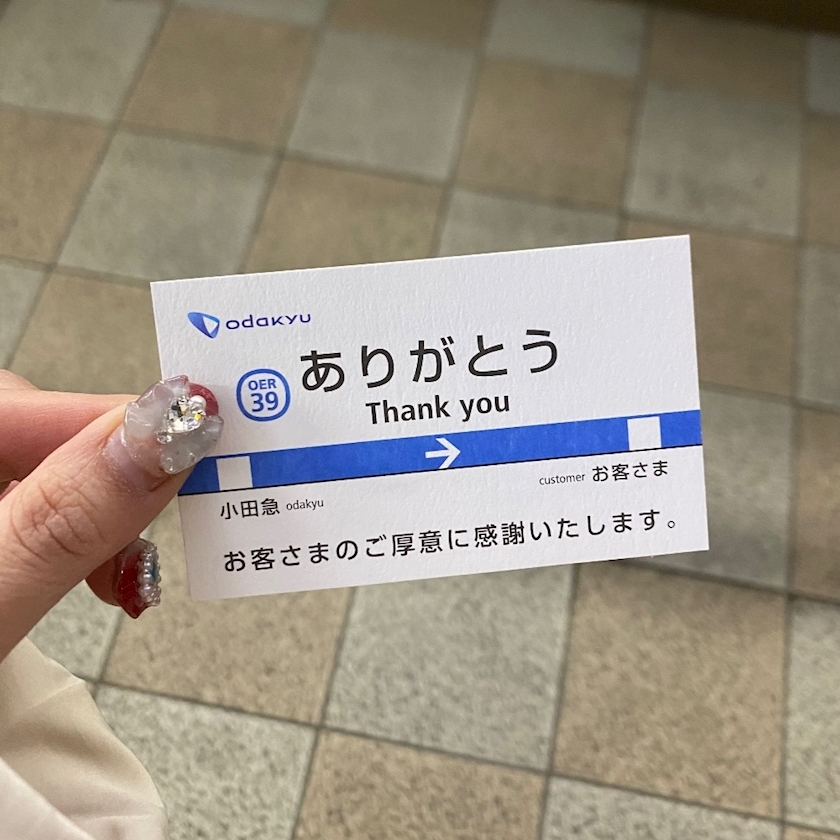 odakyu
OER
39
ありがとう
Thank you
→
小田急 odakyu
customer お客さま
お客さまのご厚意に感謝いたします。